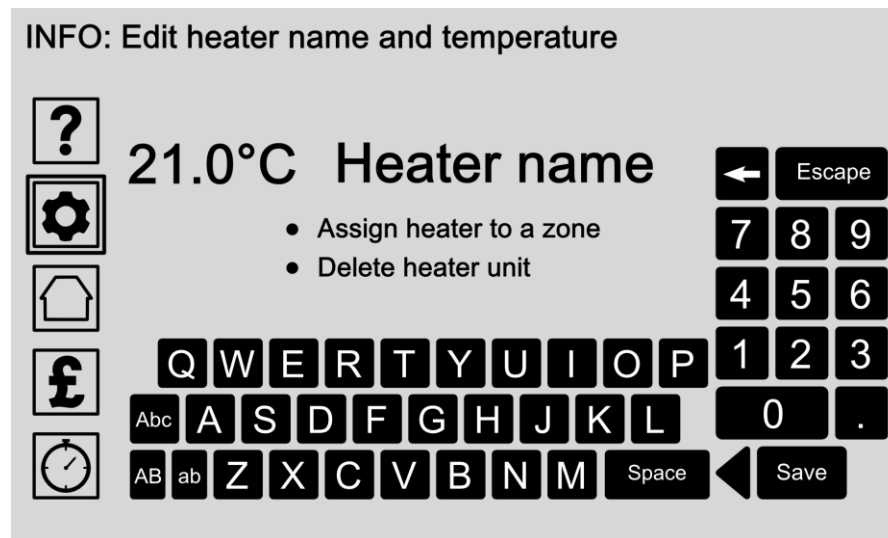 INFO: Edit heater name and temperature
?
21.0°C Heater name
Escape
• Assign heater to a zone
• Delete heater unit
7 8 9
4 5 6
Q W E R T Y U I O P
1 2 3
£
Abc A S D F G H J K L
0 .
AB ab Z X C V B N M Space
Save